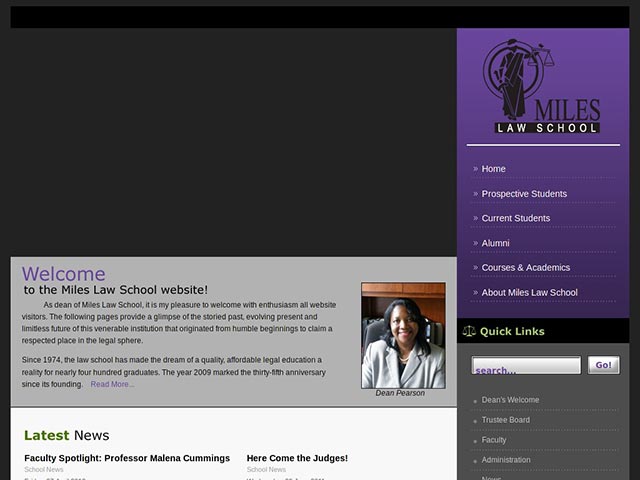 MILES
LAW SCHOOL
» Home
» Prospective Students
» Current Students
» Alumni
» Courses & Academics
» About Miles Law School
Welcome
to the Miles Law School website!
As dean of Miles Law School, it is my pleasure to welcome with enthusiasm all website
visitors. The following pages provide a glimpse of the storied past, evolving present and
limitless future of this venerable institution that originated from humble beginnings to claim a
respected place in the legal sphere.
Since 1974, the law school has made the dream of a quality, affordable legal education a
reality for nearly four hundred graduates. The year 2009 marked the thirty-fifth anniversary
since its founding. Read More...
Dean Pearson
Quick Links
search...
Go!
Dean's Welcome
Trustee Board
Faculty
Administration
News
Latest News
Faculty Spotlight: Professor Malena Cummings
School News
Here Come the Judges!
School News